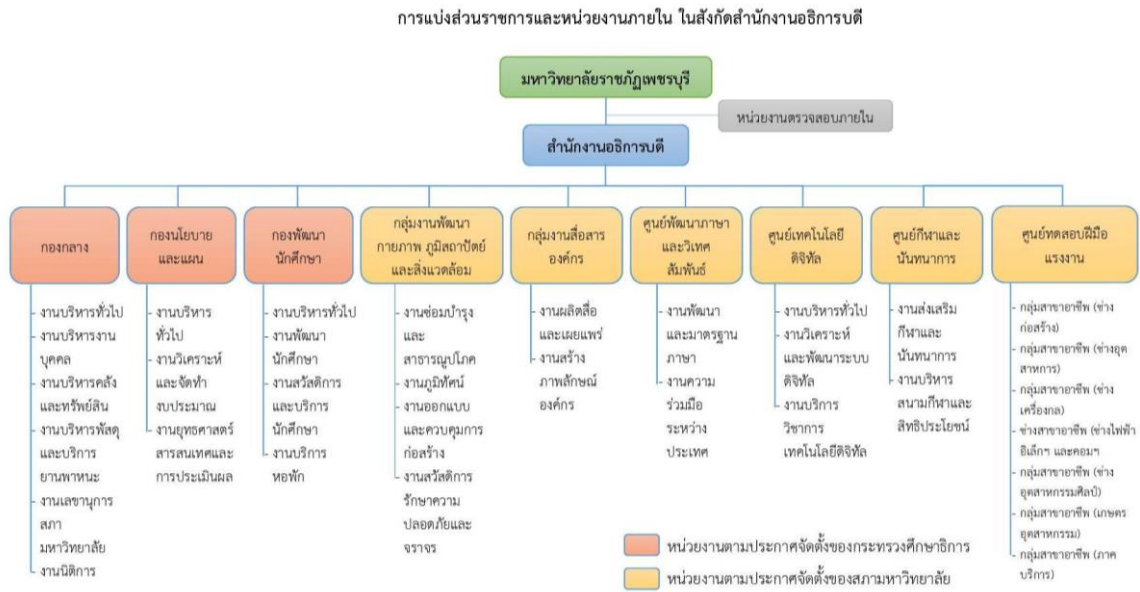 การแบ่งส่วนราชการและหน่วยงานภายใน ในสังกัดสำนักงานอธิการบดี
มหาวิทยาลัยราชภัฏเพชรบุรี
หน่วยงานตรวจสอบภายใน
สำนักงานอธิการบดี
กองกลาง
- งานบริหารทั่วไป
- งานบริหารงาน
บุคคล
- งานบริหารคลัง
และทรัพย์สิน
- งานบริหารพัสดุ
และบริการ
ยานพาหนะ
- งานเลขานุการ
สภา
มหาวิทยาลัย
- งานนิติการ
กองนโยบาย
และแผน
- งานบริหาร
ทั่วไป
- งานวิเคราะห์
และจัดทำ
งบประมาณ
- งานยุทธศาสตร์
สารสนเทศและ
การประเมินผล
กองพัฒนา
นักศึกษา
- งานบริหารทั่วไป
- งานพัฒนา
นักศึกษา
- งานสวัสดิการ
และบริการ
นักศึกษา
- งานบริการ
หอพัก
กลุ่มงานพัฒนา
กายภาพ ภูมิสถาปัตย์
และสิ่งแวดล้อม
- งานซ่อมบำรุง
และ
สาธารณูปโภค
- งานภูมิทัศน์
- งานออกแบบ
และควบคุมการ
ก่อสร้าง
- งานสวัสดิการ
รักษาความ
ปลอดภัยและ
จราจร
กลุ่มงานสื่อสาร
องค์กร
- งานผลิตสื่อ
และเผยแพร่
- งานสร้าง
ภาพลักษณ์
องค์กร
ศูนย์พัฒนาภาษา
และวิเทศ
สัมพันธ์
- งานพัฒนา
และมาตรฐาน
ภาษา
- งานความ
ร่วมมือ
ระหว่าง
ประเทศ
ศูนย์เทคโนโลยี
ดิจิทัล
- งานบริหารทั่วไป
- งานวิเคราะห์
และพัฒนาระบบ
ดิจิทัล
- งานบริการ
วิชาการ
เทคโนโลยีดิจิทัล
ศูนย์กีฬาและ
นันทนาการ
- งานส่งเสริม
กีฬาและ
นันทนาการ
- งานบริหาร
สนามกีฬาและ
สิทธิประโยชน์
ศูนย์ทดสอบฝีมือ
แรงงาน
- กลุ่มสาขาอาชีพ (ช่าง
ก่อสร้าง)
- กลุ่มสาขาอาชีพ (ช่างอุต
สาหการ)
- กลุ่มสาขาอาชีพ (ช่าง
เครื่องกล)
- ช่างสาขาอาชีพ (ช่างไฟฟ้า
อิเล็กฯ และคอมฯ
- กลุ่มสาขาอาชีพ (ช่าง
อุตสาหกรรมศิลป์)
- กลุ่มสาขาอาชีพ (เกษตร
อุตสาหกรรม)
- กลุ่มสาขาอาชีพ (ภาค
บริการ)
หน่วยงานตามประกาศจัดตั้งของกระทรวงศึกษาธิการ
หน่วยงานตามประกาศจัดตั้งของสภามหาวิทยาลัย